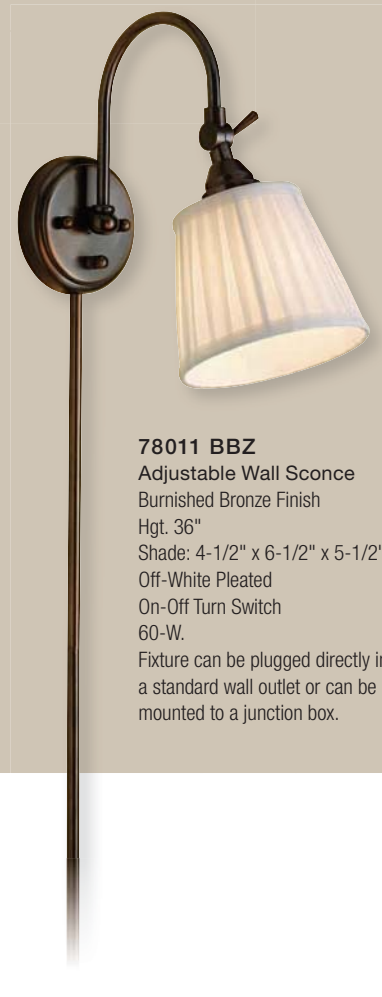 78011 BBZ
Adjustable Wall Sconce
Burnished Bronze Finish
Hgt. 36"
Shade: 4-1/2" x 6-1/2" x 5-1/2"
Off-White Pleated
On-Off Turn Switch
60-W.
Fixture can be plugged directly
a standard wall outlet or can be
mounted to a junction box.